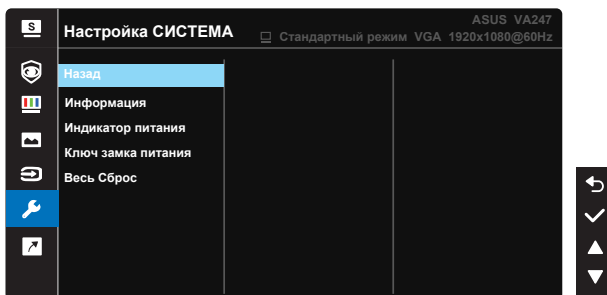 S
ASUS VA247
Настройка СИСТЕМА
Стандартный режим VGA 1920x1080@60Hz
Назад
Информация
Индикатор питания
Ключ замка питания
Весь Сброс